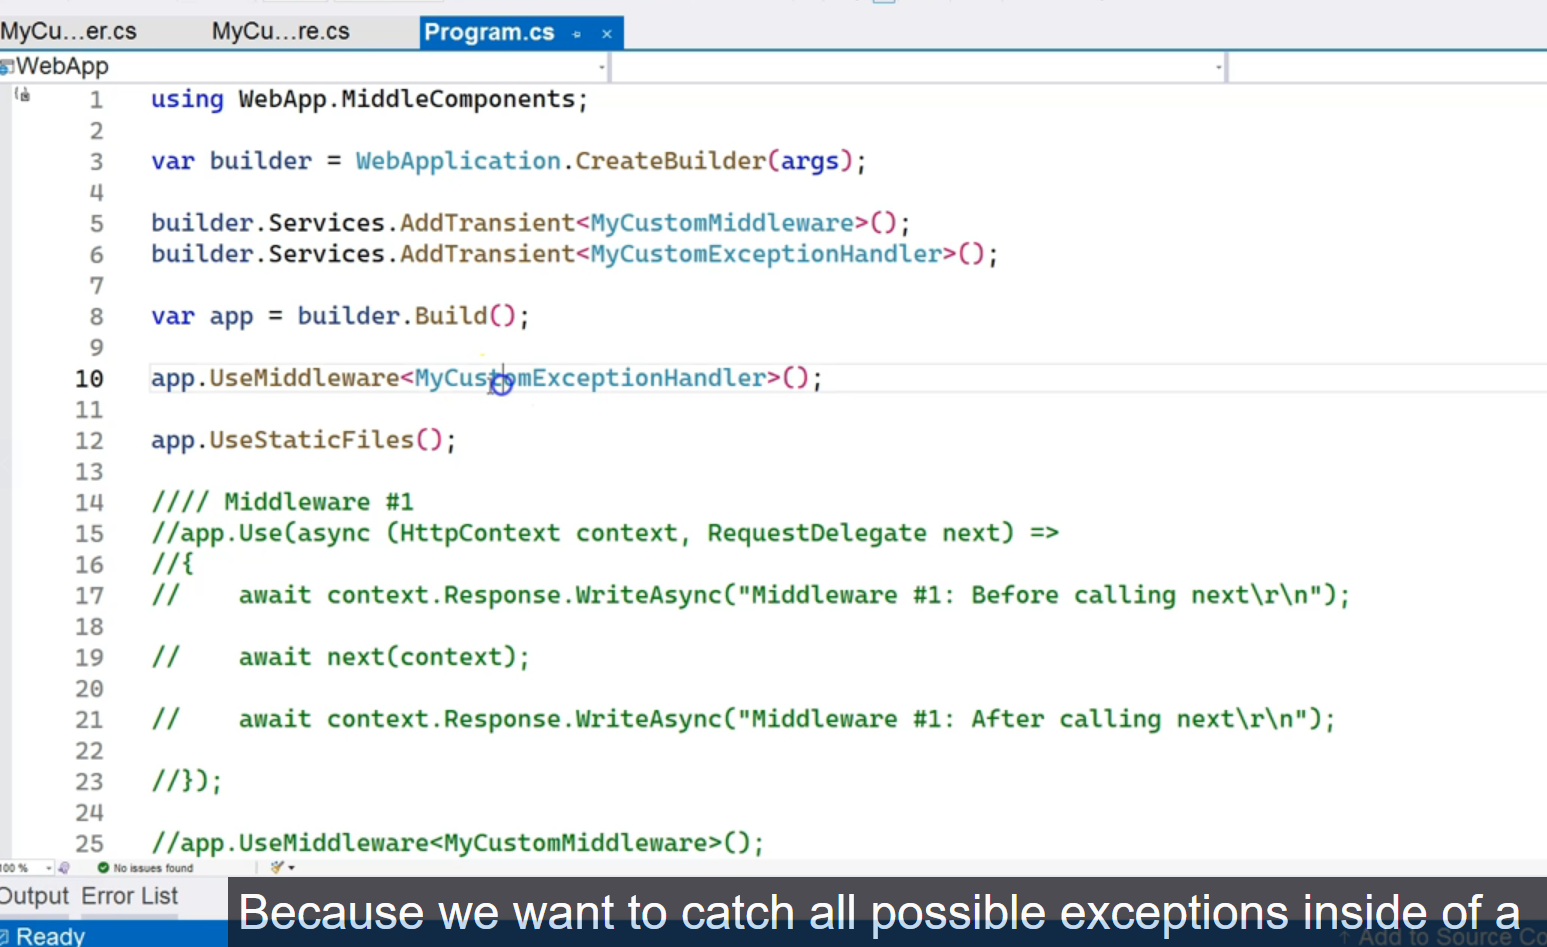 MyCu...er.cs MyCu...re.cs Program.cs
WebApp
1 using WebApp.MiddleComponents;
2
3 var builder = WebApplication.CreateBuilder(args);
4
5 builder.Services.AddTransient<MyCustomMiddleware>();
6 builder.Services.AddTransient<MyCustomExceptionHandler>();
7
8 var app = builder.Build();
9
10 app.UseMiddleware<MyCustomExceptionHandler>();
11
12 app.UseStaticFiles();
13
14 //// Middleware #1
15 //app.Use(async (HttpContext context, RequestDelegate next) =>
16 //{
17 //    await context.Response.WriteAsync("Middleware #1: Before calling next\r\n");
18
19 //    await next(context);
20
21 //    await context.Response.WriteAsync("Middleware #1: After calling next\r\n");
22
23 //});
24
25 //app.UseMiddleware<MyCustomMiddleware>();
100 % No issues found
Output Error List
Because we want to catch all possible exceptions inside of a
Ready ↑ Add to Source Co